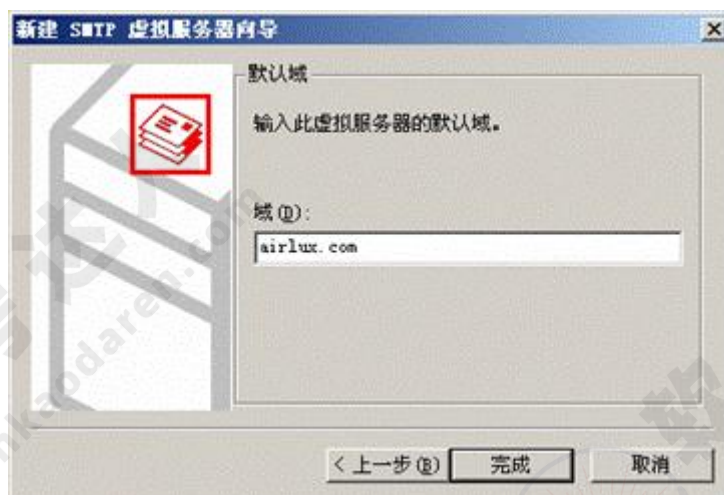 新建 SMTP 虚拟服务器向导
默认域
输入此虚拟服务器的默认域。
域(D):
airlux.com
< 上一步(B)
完成
取消